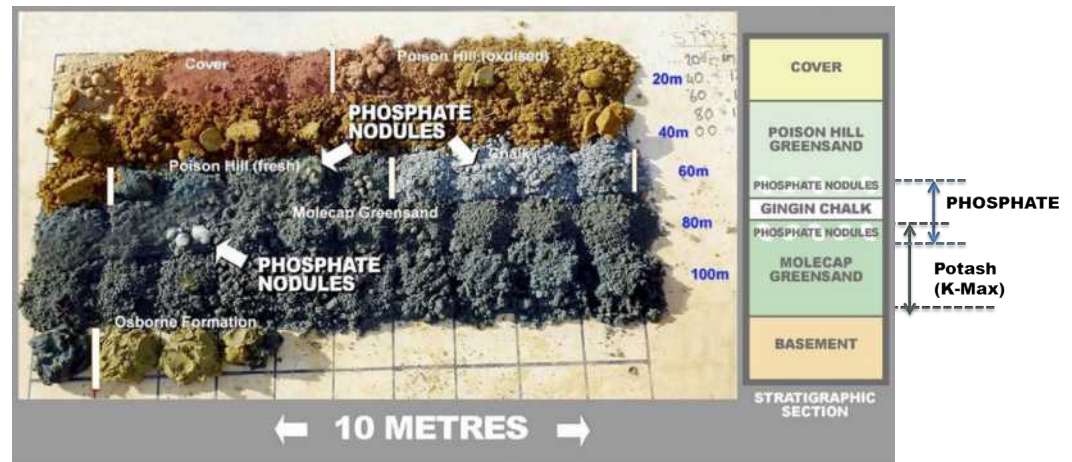 Cover
Poison Hill (oxdised)
20m
PHOSPHATE
NODULES
40m
Poison Hill (fresh)
Chalk
60m
Molecap Greensand
80m
PHOSPHATE
NODULES
100m
Osborne Formation
10 METRES
COVER
POISON HILL
GREENSAND
PHOSPHATE NODULES
GINGIN CHALK
PHOSPHATE NODULES
MOLECAP
GREENSAND
BASEMENT
STRATIGRAPHIC
SECTION
PHOSPHATE
Potash
(K-Max)